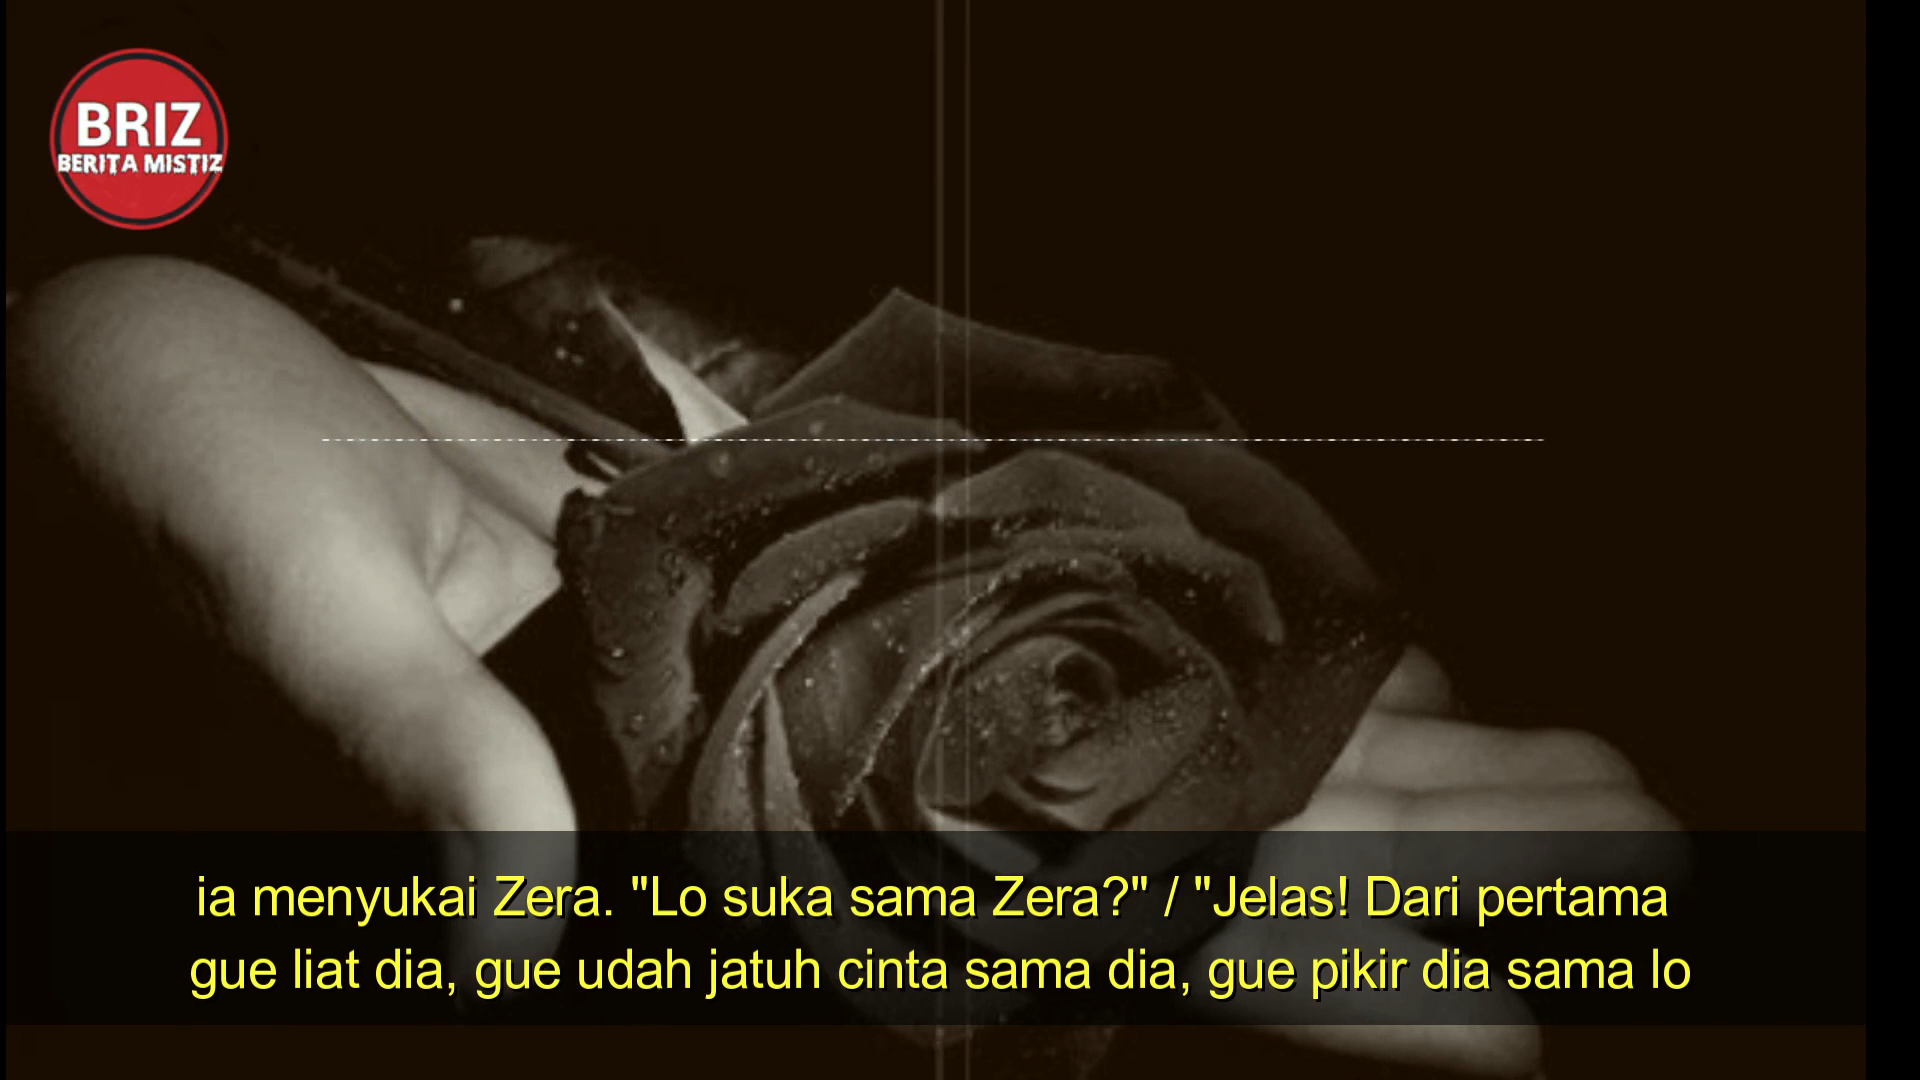 BRIZ
BERITA MISTIZ
ia menyukai Zera. "Lo suka sama Zera?" / "Jelas! Dari pertama
gue liat dia, gue udah jatuh cinta sama dia, gue pikir dia sama lo